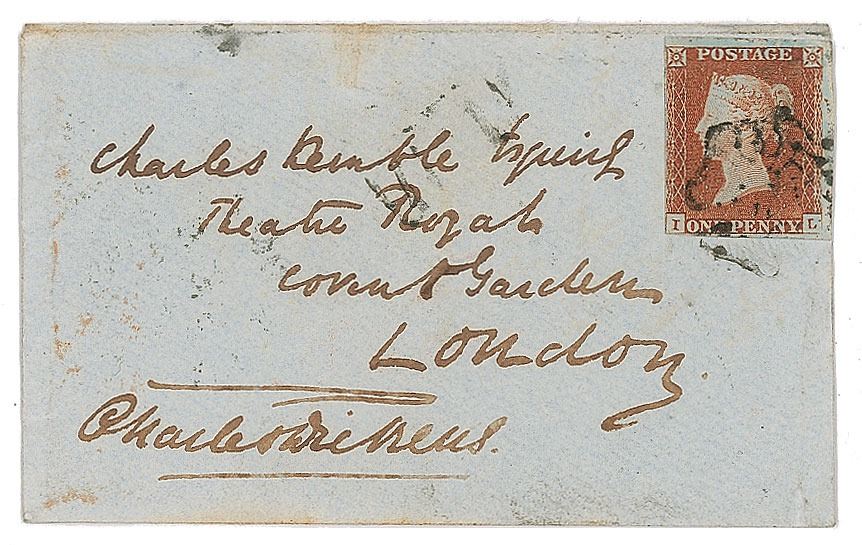 POSTAGE
I ONE PENNY L
Charles Kemble Esquire
Theatre Royal
Covent Garden
London
Charles Dickens.